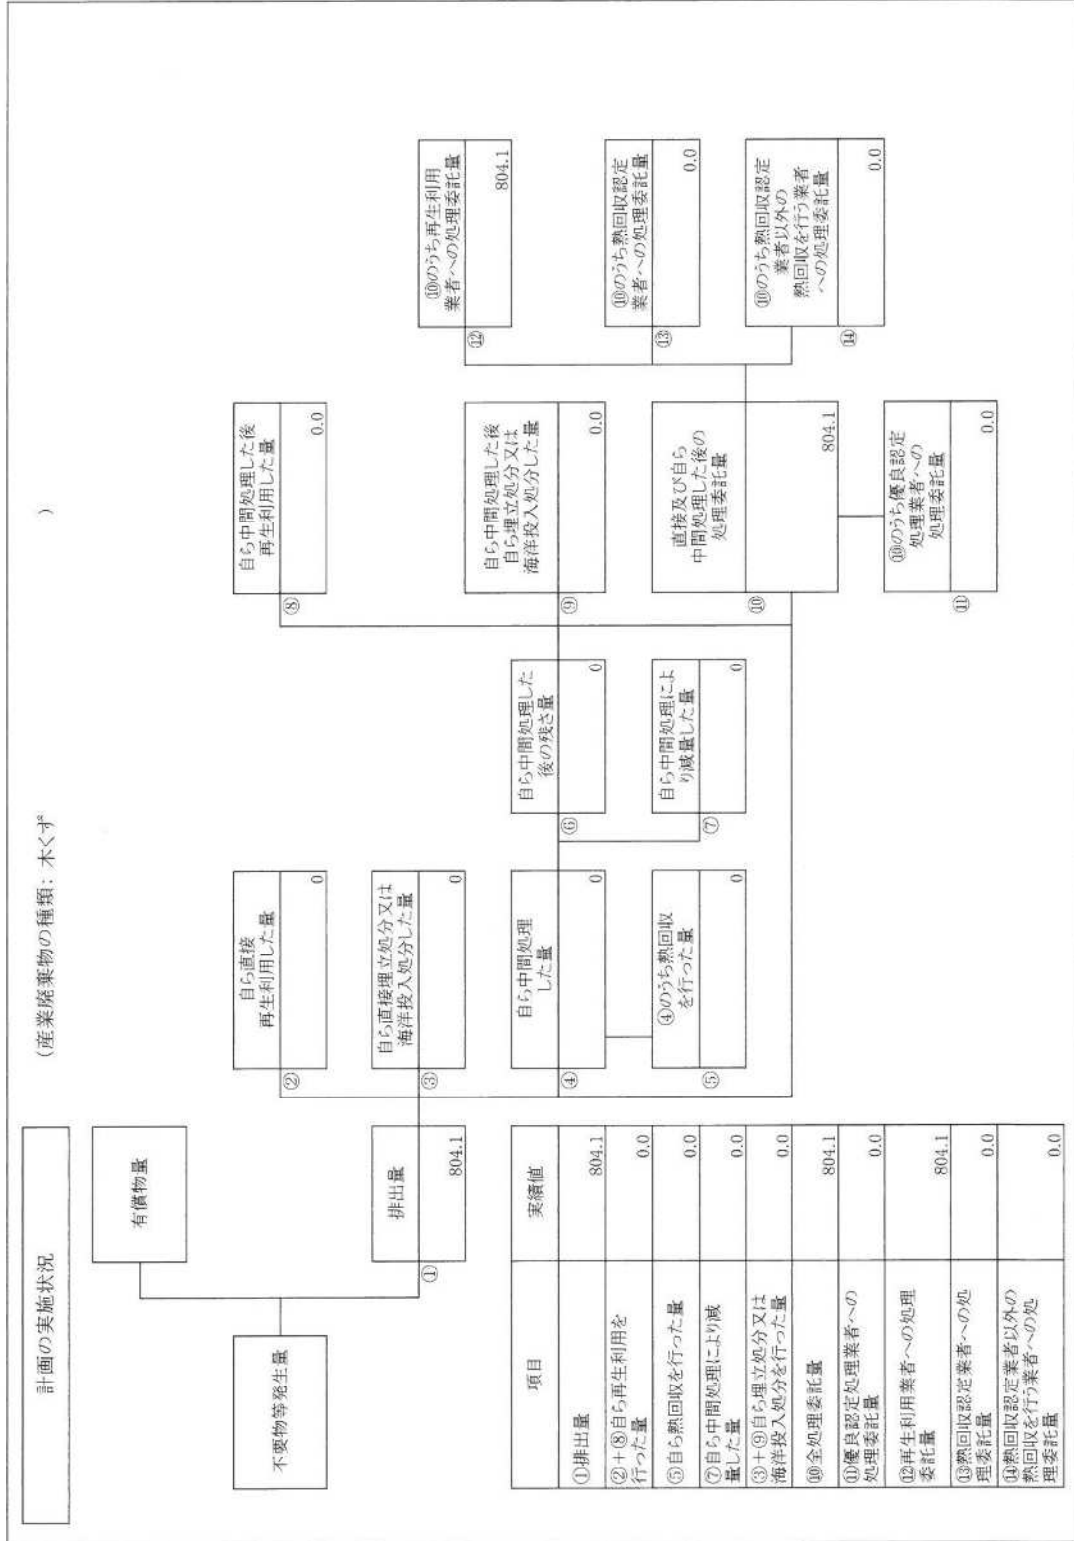 計画の実施状況
(産業廃棄物の種類: 木くず )
不要物等発生量
有償物量
排出量
①
804.1
自ら直接
再生利用した量
②
0
自ら直接埋立処分又は
海洋投入処分した量
③
0
自ら中間処理
した量
④
0
④のうち熱回収
を行った量
⑤
0
自ら中間処理した
後の残さ量
⑥
0
自ら中間処理によ
り減量した量
⑦
0
自ら中間処理した後
再生利用した量
⑧
0.0
自ら中間処理した後
自ら埋立処分又は
海洋投入処分した量
⑨
0.0
直接及び自ら
中間処理した後の
処理委託量
⑩
804.1
⑩のうち優良認定
処理業者への
処理委託量
⑪
0.0
⑩のうち再生利用
業者への処理委託量
⑫
804.1
⑩のうち熱回収認定
業者への処理委託量
⑬
0.0
⑩のうち熱回収認定
業者以外の
熱回収を行う業者
への処理委託量
⑭
0.0
項目 実績値
①排出量 804.1
②+⑧自ら再生利用を
行った量 0.0
⑤自ら熱回収を行った量 0.0
⑦自ら中間処理により減
量した量 0.0
③+⑨自ら埋立処分又は
海洋投入処分を行った量 0.0
⑩全処理委託量 804.1
⑪優良認定処理業者への
処理委託量 0.0
⑫再生利用業者への処理
委託量 804.1
⑬熱回収認定業者への処
理委託量 0.0
⑭熱回収認定業者以外の
熱回収を行う業者への処
理委託量 0.0